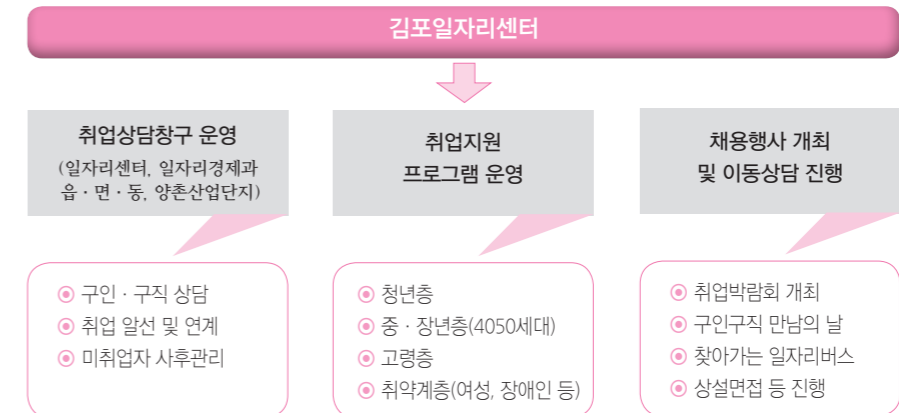 김포일자리센터
취업상담창구 운영
(일자리센터, 일자리경제과
읍 · 면 · 동, 양촌산업단지)
◉ 구인 · 구직 상담
◉ 취업 알선 및 연계
◉ 미취업자 사후관리
취업지원
프로그램 운영
◉ 청년층
◉ 중 · 장년층(4050세대)
◉ 고령층
◉ 취약계층(여성, 장애인 등)
채용행사 개최
및 이동상담 진행
◉ 취업박람회 개최
◉ 구인구직 만남의 날
◉ 찾아가는 일자리버스
◉ 상설면접 등 진행